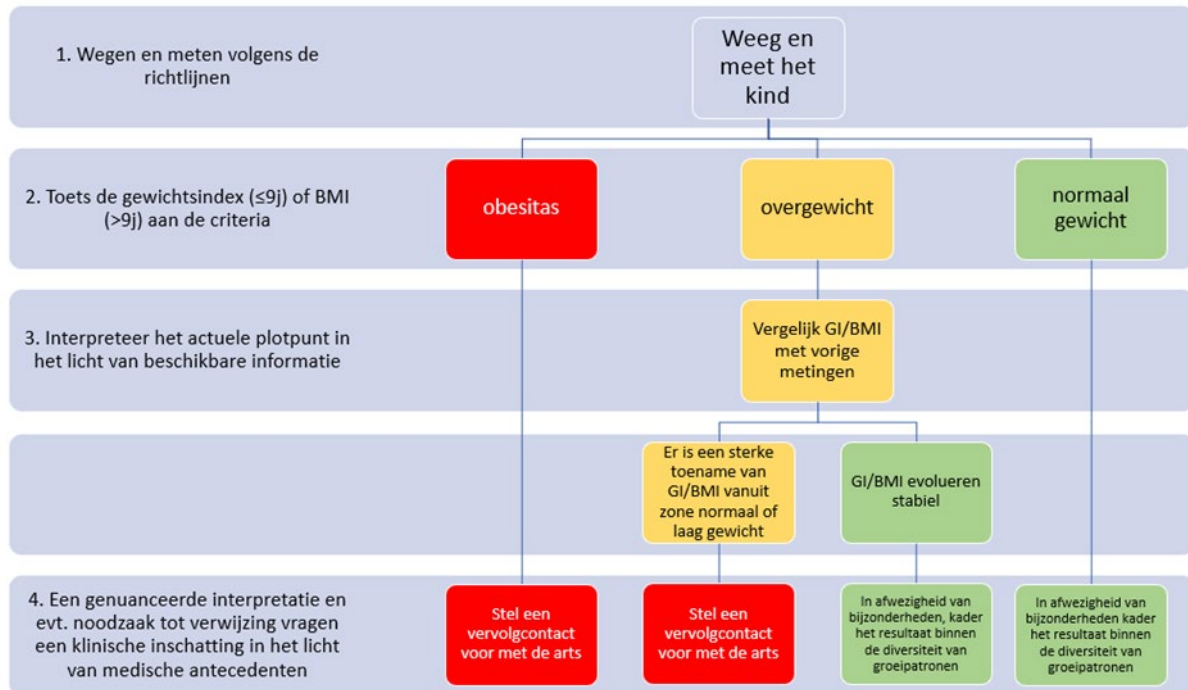 1. Wegen en meten volgens de
richtlijnen
Weeg en
meet het
kind
2. Toets de gewichtsindex (≤9j) of BMI
(>9j) aan de criteria
obesitas
overgewicht
normaal
gewicht
3. Interpreteer het actuele plotpunt in
het licht van beschikbare informatie
Vergelijk GI/BMI
met vorige
metingen
Er is een sterke
toename van
GI/BMI vanuit
zone normaal of
laag gewicht
GI/BMI evolueren
stabiel
4. Een genuanceerde interpretatie en
evt. noodzaak tot verwijzing vragen
een klinische inschatting in het licht
van medische antecedenten
Stel een
vervolgcontact
voor met de arts
Stel een
vervolgcontact
voor met de arts
In afwezigheid van
bijzonderheden, kader
het resultaat binnen
de diversiteit van
groeipatronen
In afwezigheid van
bijzonderheden kader
het resultaat binnen
de diversiteit van
groeipatronen